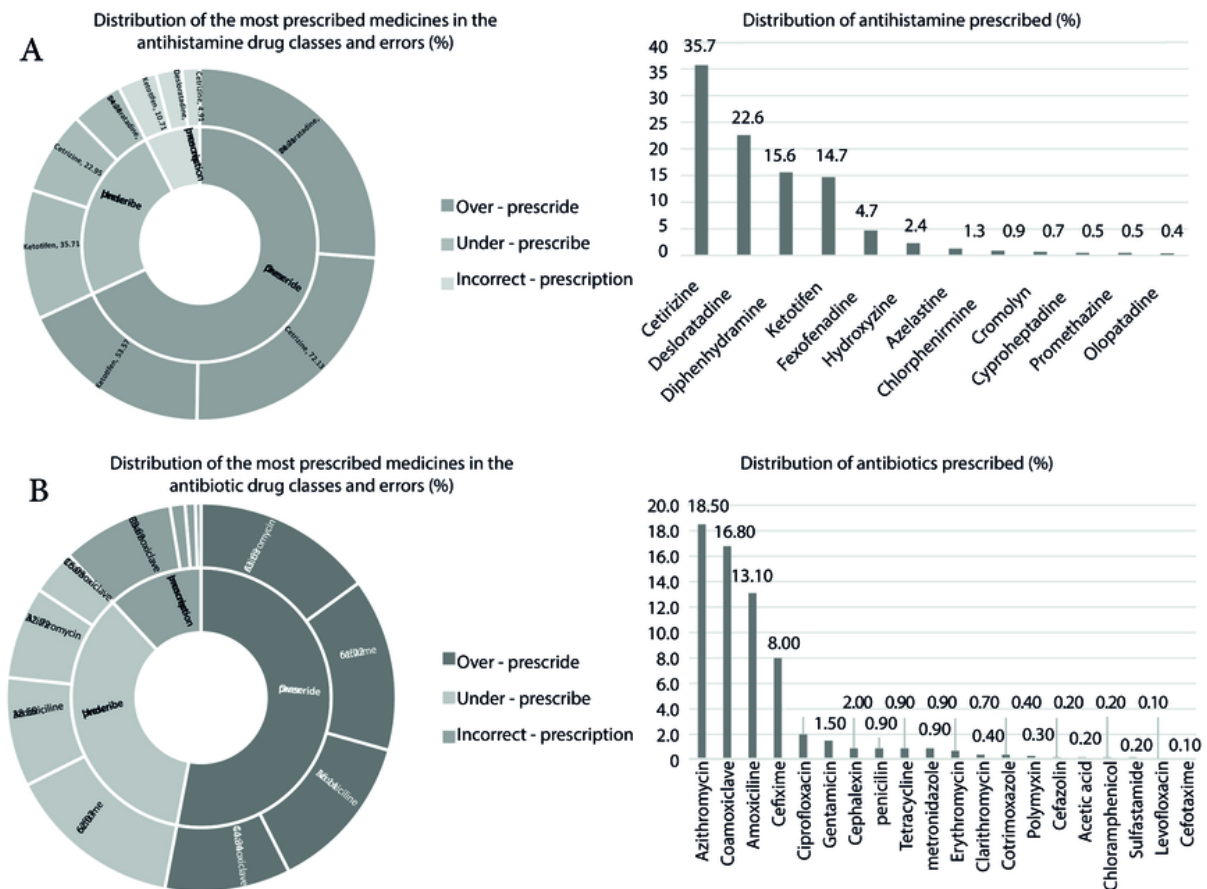 A
Distribution of the most prescribed medicines in the
antihistamine drug classes and errors (%)
Cetrizine, 4.91
Desloratadine,
Ketotifen, 10.71
Cetrizine, 22.95
Ketotifen, 35.71
Ketotifen, 53.57
Cetrizine, 72.13
prescription
Over - prescride
Under - prescribe
Incorrect - prescription
Distribution of antihistamine prescribed (%)
40
35
30
25
20
15
10
5
0
35.7
22.6
15.6
14.7
4.7
2.4
1.3
0.9
0.7
0.5
0.5
0.4
Cetirizine
Desloratadine
Diphenhydramine
Ketotifen
Fexofenadine
Hydroxyzine
Azelastine
Chlorphenirmine
Cromolyn
Cyproheptadine
Promethazine
Olopatadine
B
Distribution of the most prescribed medicines in the
antibiotic drug classes and errors (%)
prescription
Over - prescride
Under - prescribe
Incorrect - prescription
Distribution of antibiotics prescribed (%)
20.0
18.0
16.0
14.0
12.0
10.0
8.0
6.0
4.0
2.0
0
18.50
16.80
13.10
8.00
2.00
1.50
0.90
0.90
0.90
0.90
0.70
0.40
0.40
0.30
0.20
0.20
0.20
0.20
0.10
0.10
Azithromycin
Coamoxiclave
Amoxiciline
Cefixime
Ciprofloxacin
Gentamicin
Cephalexin
penicilin
Tetracycline
metronidazole
Erythromycin
Clarithromycin
Cotrimoxazole
Polymyxin
Cefazolin
Acetic acid
Chloramphenicol
Sulfastamide
Levofloxacin
Cefotaxime